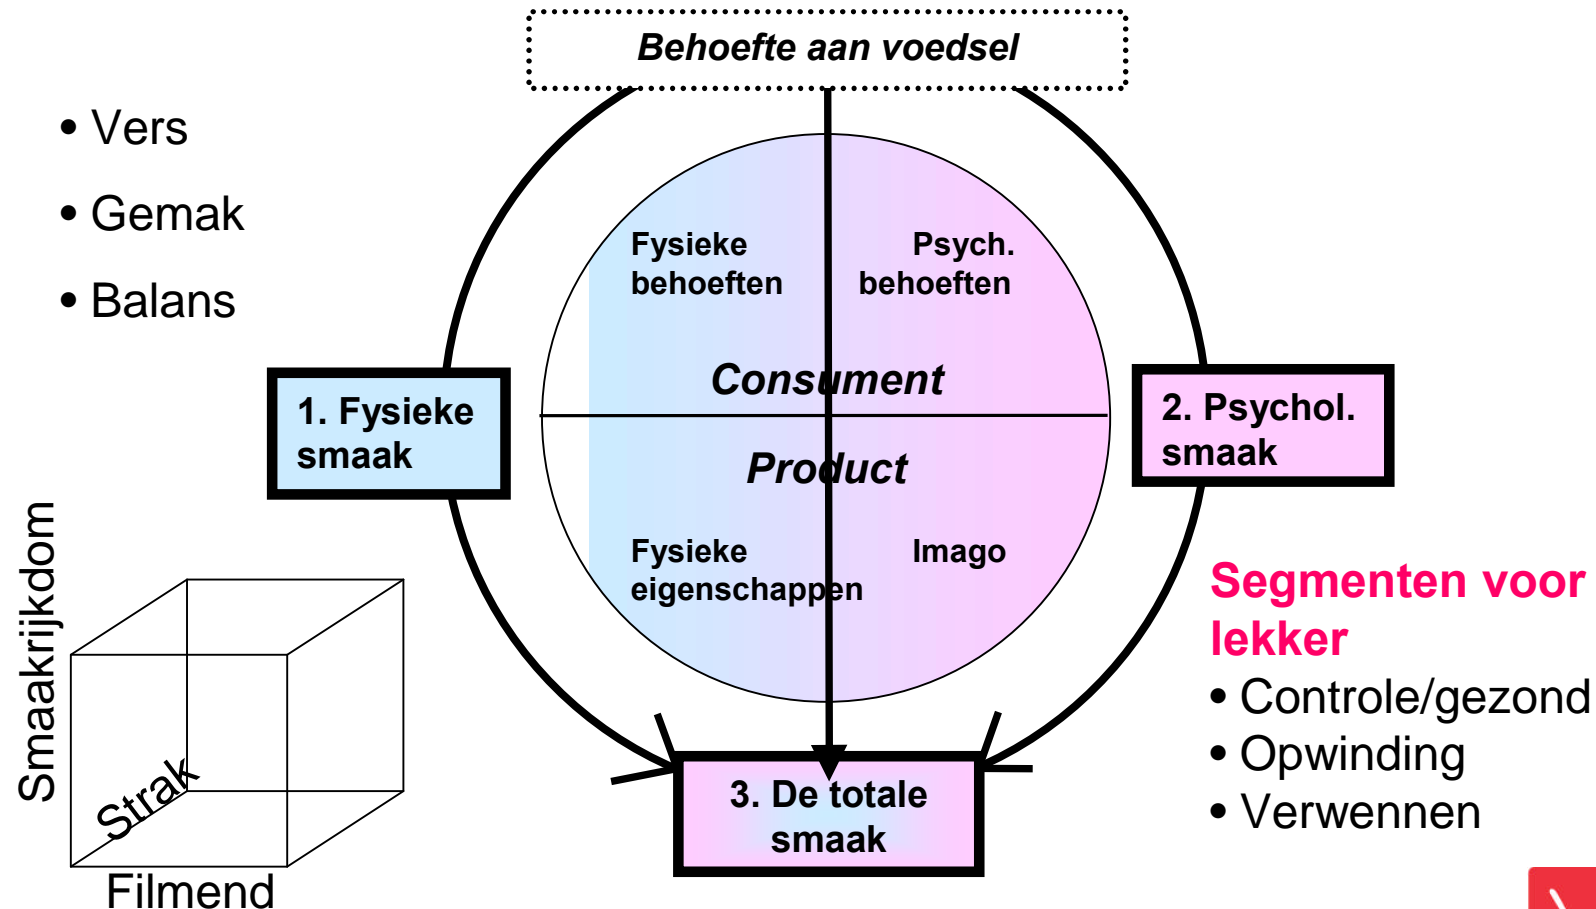 Behoefte aan voedsel
• Vers
• Gemak
• Balans
Fysieke
behoeften
Psych.
behoeften
Consument
1. Fysieke
smaak
2. Psychol.
smaak
Product
Fysieke
eigenschappen
Imago
Smaakrijkdom
Strak
Filmend
Segmenten voor
lekker
• Controle/gezond
• Opwinding
• Verwennen
3. De totale
smaak